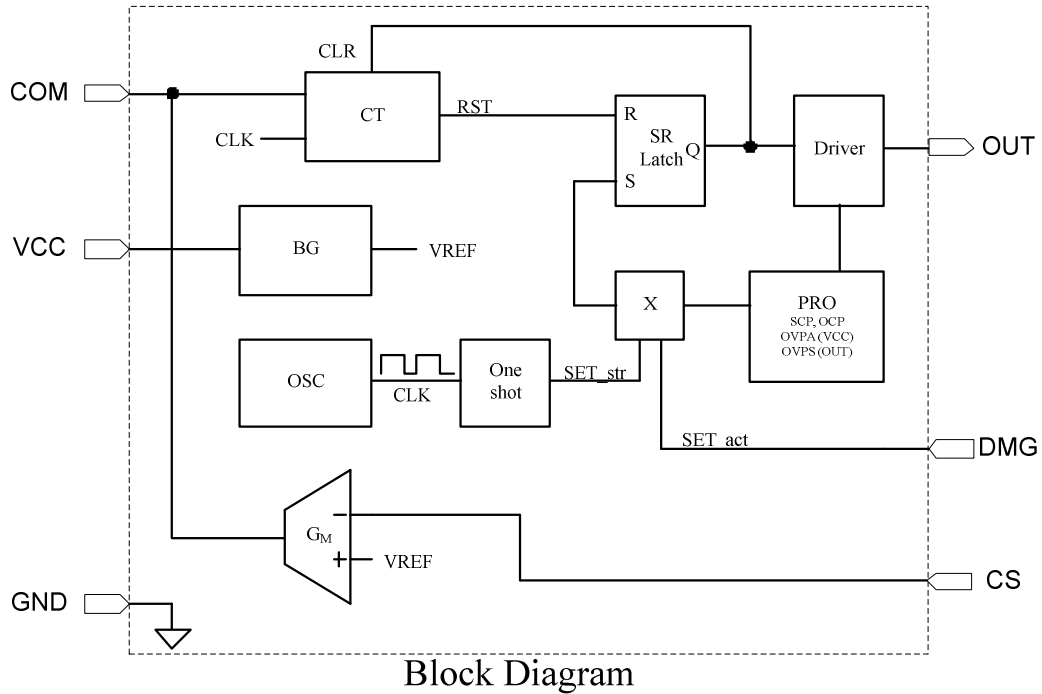 CLR
COM
CT
RST
CLK
R
SR
Latch
Q
S
Driver
OUT
VCC
BG
VREF
X
PRO
SCP, OCP
OVPA (VCC)
OVPS (OUT)
OSC
CLK
One
shot
SET_str
SET_act
DMG
GM
−
+
VREF
CS
GND
Block Diagram